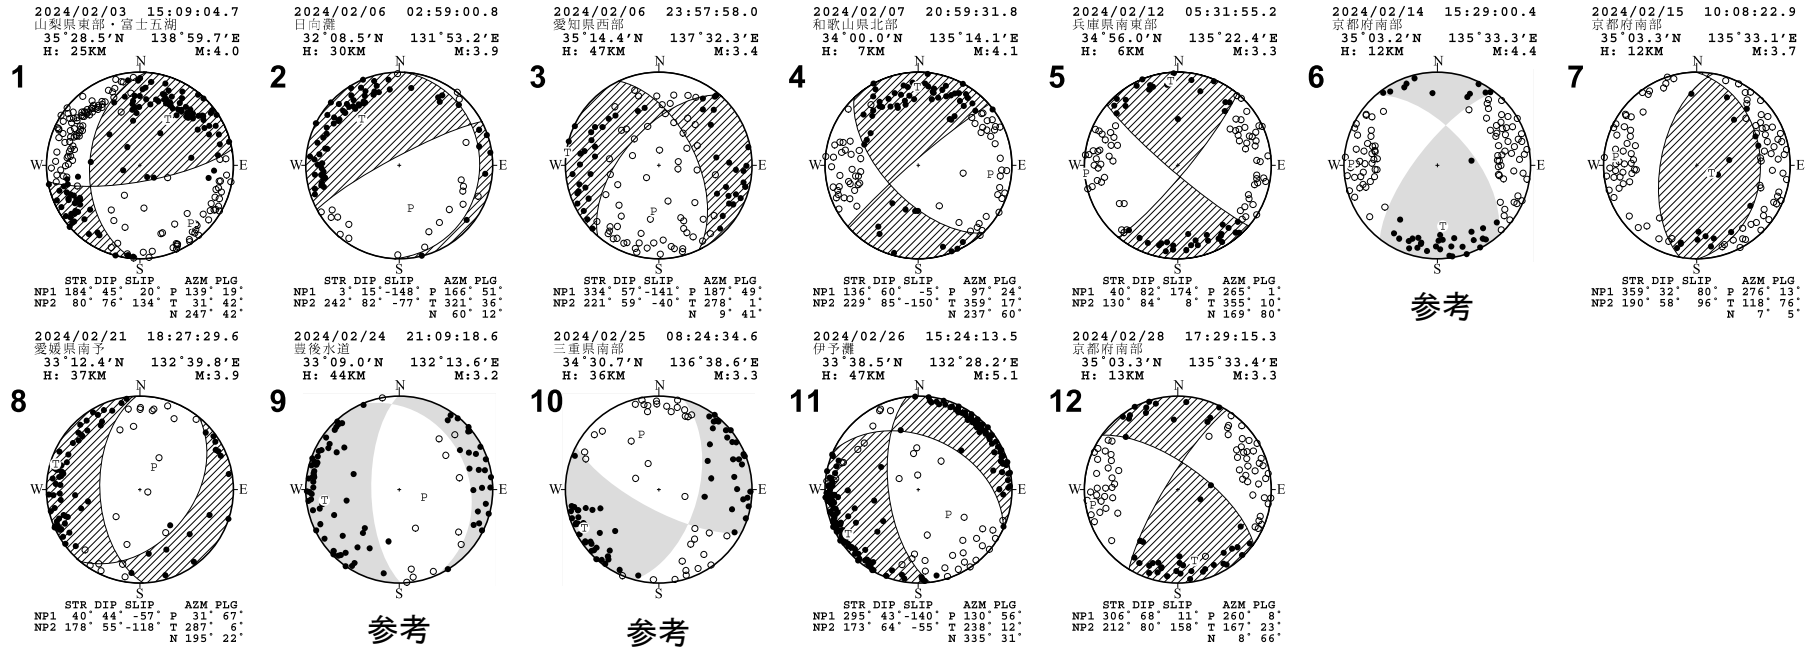 1
2024/02/03 15:09:04.7
山梨県東部・富士五湖
35°28.5'N 138°59.7'E
H: 25KM M:4.0
N
W E
T
P
S
STR DIP SLIP AZM PLG
NP1 184° 45° 20° P 139° 19°
NP2 80° 76° 134° T 31° 42°
N 247° 42°
2
2024/02/06 02:59:00.8
日向灘
32°08.5'N 131°53.2'E
H: 30KM M:3.9
N
T
W E
P
S
STR DIP SLIP AZM PLG
NP1 3° 15° -148° P 166° 51°
NP2 242° 82° -77° T 321° 36°
N 60° 12°
3
2024/02/06 23:57:58.0
愛知県西部
35°14.4'N 137°32.3'E
H: 47KM M:3.4
N
T
W E
P
S
STR DIP SLIP AZM PLG
NP1 334° 57° -141° P 187° 49°
NP2 221° 59° -40° T 278° 1°
N 9° 41°
4
2024/02/07 20:59:31.8
和歌山県北部
34°00.0'N 135°14.1'E
H: 7KM M:4.1
N
T
W E
P
S
STR DIP SLIP AZM PLG
NP1 136° 60° -5° P 97° 24°
NP2 229° 85° -150° T 359° 17°
N 237° 60°
5
2024/02/12 05:31:55.2
兵庫県南東部
34°56.0'N 135°22.4'E
H: 6KM M:3.3
N
T
W E
P
S
STR DIP SLIP AZM PLG
NP1 40° 82° 174° P 265° 1°
NP2 130° 84° 8° T 355° 10°
N 169° 80°
6
2024/02/14 15:29:00.4
京都府南部
35°03.2'N 135°33.3'E
H: 12KM M:4.4
N
W E
P
T
S
参考
7
2024/02/15 10:08:22.9
京都府南部
35°03.3'N 135°33.1'E
H: 12KM M:3.7
N
P
W E
T
S
STR DIP SLIP AZM PLG
NP1 359° 32° 80° P 276° 13°
NP2 190° 58° 96° T 118° 76°
N 7° 5°
8
2024/02/21 18:27:29.6
愛媛県南予
33°12.4'N 132°39.8'E
H: 37KM M:3.9
N
T P
W E
S
STR DIP SLIP AZM PLG
NP1 40° 44° -57° P 31° 67°
NP2 178° 55° -118° T 287° 6°
N 195° 22°
9
2024/02/24 21:09:18.6
豊後水道
33°09.0'N 132°13.6'E
H: 44KM M:3.2
N
W E
T P
S
参考
10
2024/02/25 08:24:34.6
三重県南部
34°30.7'N 136°38.6'E
H: 36KM M:3.3
N
P
W E
T
S
参考
11
2024/02/26 15:24:13.5
伊予灘
33°38.5'N 132°28.2'E
H: 47KM M:5.1
N
W E
P
T
S
STR DIP SLIP AZM PLG
NP1 295° 43° -140° P 130° 56°
NP2 173° 64° -55° T 238° 12°
N 335° 31°
12
2024/02/28 17:29:15.3
京都府南部
35°03.3'N 135°33.4'E
H: 13KM M:3.3
N
W E
P
T
S
STR DIP SLIP AZM PLG
NP1 306° 68° 11° P 260° 8°
NP2 212° 80° 158° T 167° 23°
N 8° 66°